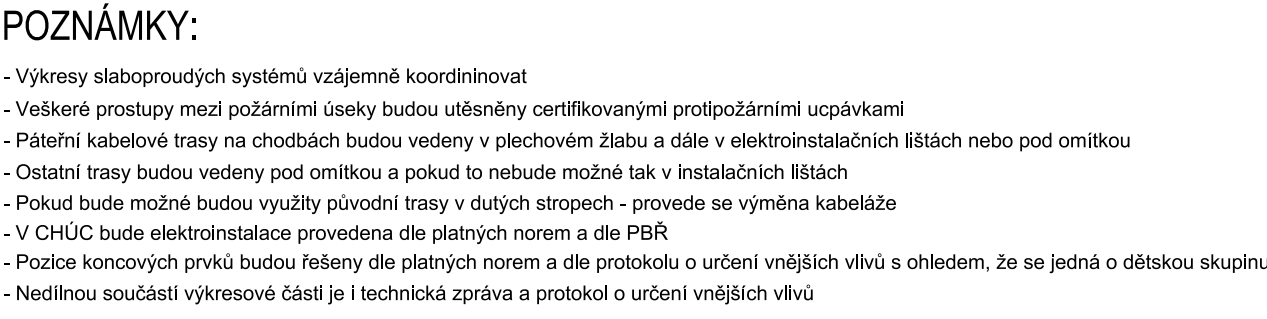 POZNÁMKY:
- Výkresy slaboproudých systémů vzájemně koordininovat
- Veškeré prostupy mezi požárními úseky budou utěsněny certifikovanými protipožárními ucpávkami
- Páteřní kabelové trasy na chodbách budou vedeny v plechovém žlabu a dále v elektroinstalačních lištách nebo pod omítkou
- Ostatní trasy budou vedeny pod omítkou a pokud to nebude možné tak v instalačních lištách
- Pokud bude možné budou využity původní trasy v dutých stropech - provede se výměna kabeláže
- V CHÚC bude elektroinstalace provedena dle platných norem a dle PBŘ
- Pozice koncových prvků budou řešeny dle platných norem a dle protokolu o určení vnějších vlivů s ohledem, že se jedná o dětskou skupinu
- Nedílnou součástí výkresové části je i technická zpráva a protokol o určení vnějších vlivů